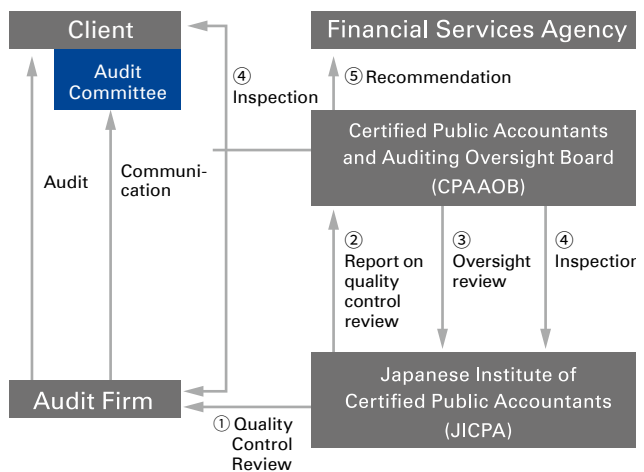 Client
Audit
Committee
④
Inspection
Audit
Communi-
cation
Audit Firm
① Quality
Control
Review
Financial Services Agency
⑤ Recommendation
Certified Public Accountants
and Auditing Oversight Board
(CPAAOB)
②
Report on
quality
control
review
③
Oversight
review
④
Inspection
Japanese Institute of
Certified Public Accountants
(JICPA)